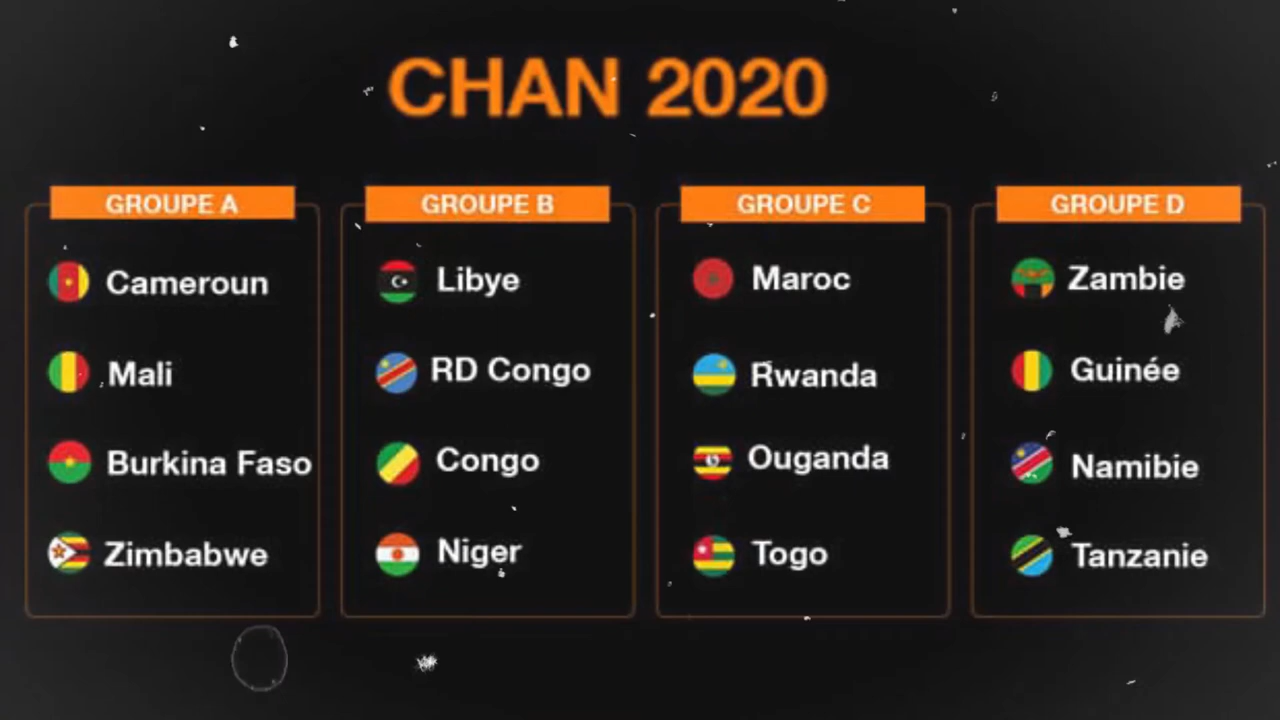 CHAN 2020
GROUPE A
Cameroun
Mali
Burkina Faso
Zimbabwe
GROUPE B
Libye
RD Congo
Congo
Niger
GROUPE C
Maroc
Rwanda
Ouganda
Togo
GROUPE D
Zambie
Guinée
Namibie
Tanzanie